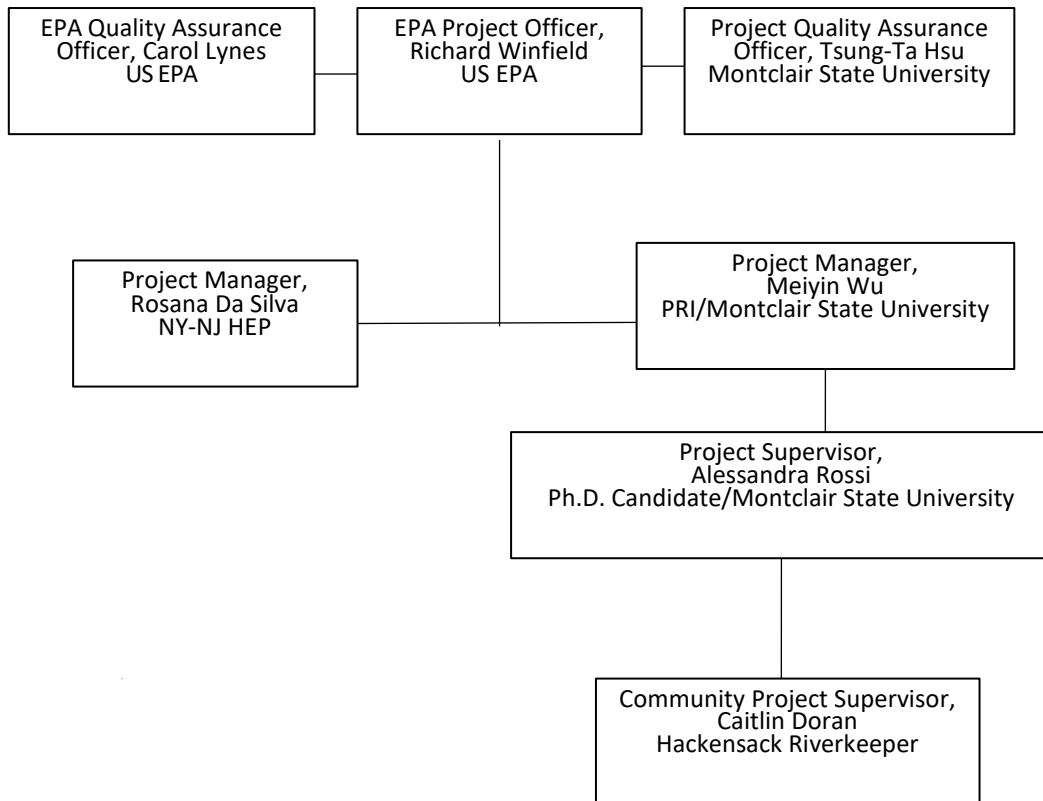 EPA Quality Assurance
Officer, Carol Lynes
US EPA
EPA Project Officer,
Richard Winfield
US EPA
Project Quality Assurance
Officer, Tsung-Ta Hsu
Montclair State University
Project Manager,
Rosana Da Silva
NY-NJ HEP
Project Manager,
Meiyin Wu
PRI/Montclair State University
Project Supervisor,
Alessandra Rossi
Ph.D. Candidate/Montclair State University
Community Project Supervisor,
Caitlin Doran
Hackensack Riverkeeper